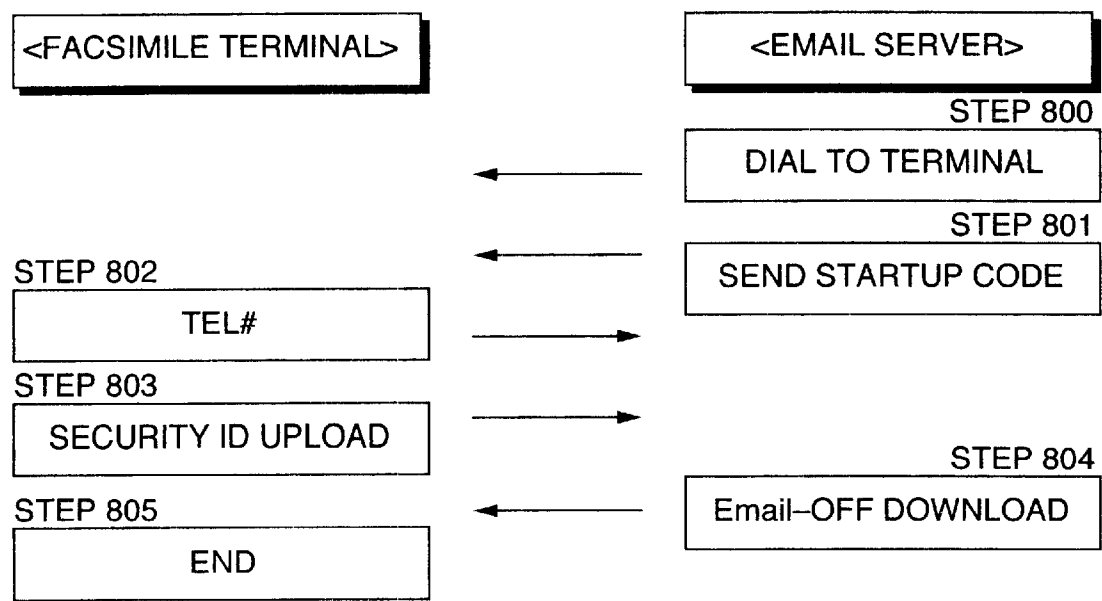 <FACSIMILE TERMINAL>
<EMAIL SERVER>
STEP 800
DIAL TO TERMINAL
STEP 801
SEND STARTUP CODE
STEP 802
TEL#
STEP 803
SECURITY ID UPLOAD
STEP 804
Email–OFF DOWNLOAD
STEP 805
END